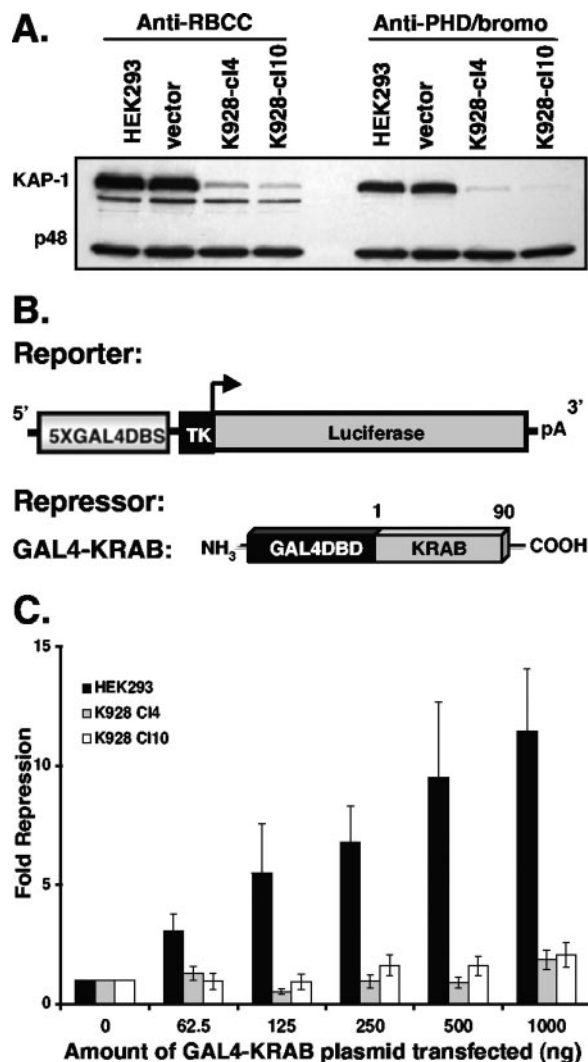 A.
Anti-RBCC Anti-PHD/bromo
HEK293 vector K928-cl4 K928-cl10 HEK293 vector K928-cl4 K928-cl10
KAP-1
p48
B.
Reporter:
5' 3'
5XGAL4DBS TK Luciferase pA
Repressor:
1 90
GAL4-KRAB: NH3 GAL4DBD KRAB COOH
C.
15
HEK293
K928 Cl4
K928 Cl10
10
Fold Repression
5
0
0 62.5 125 250 500 1000
Amount of GAL4-KRAB plasmid transfected (ng)